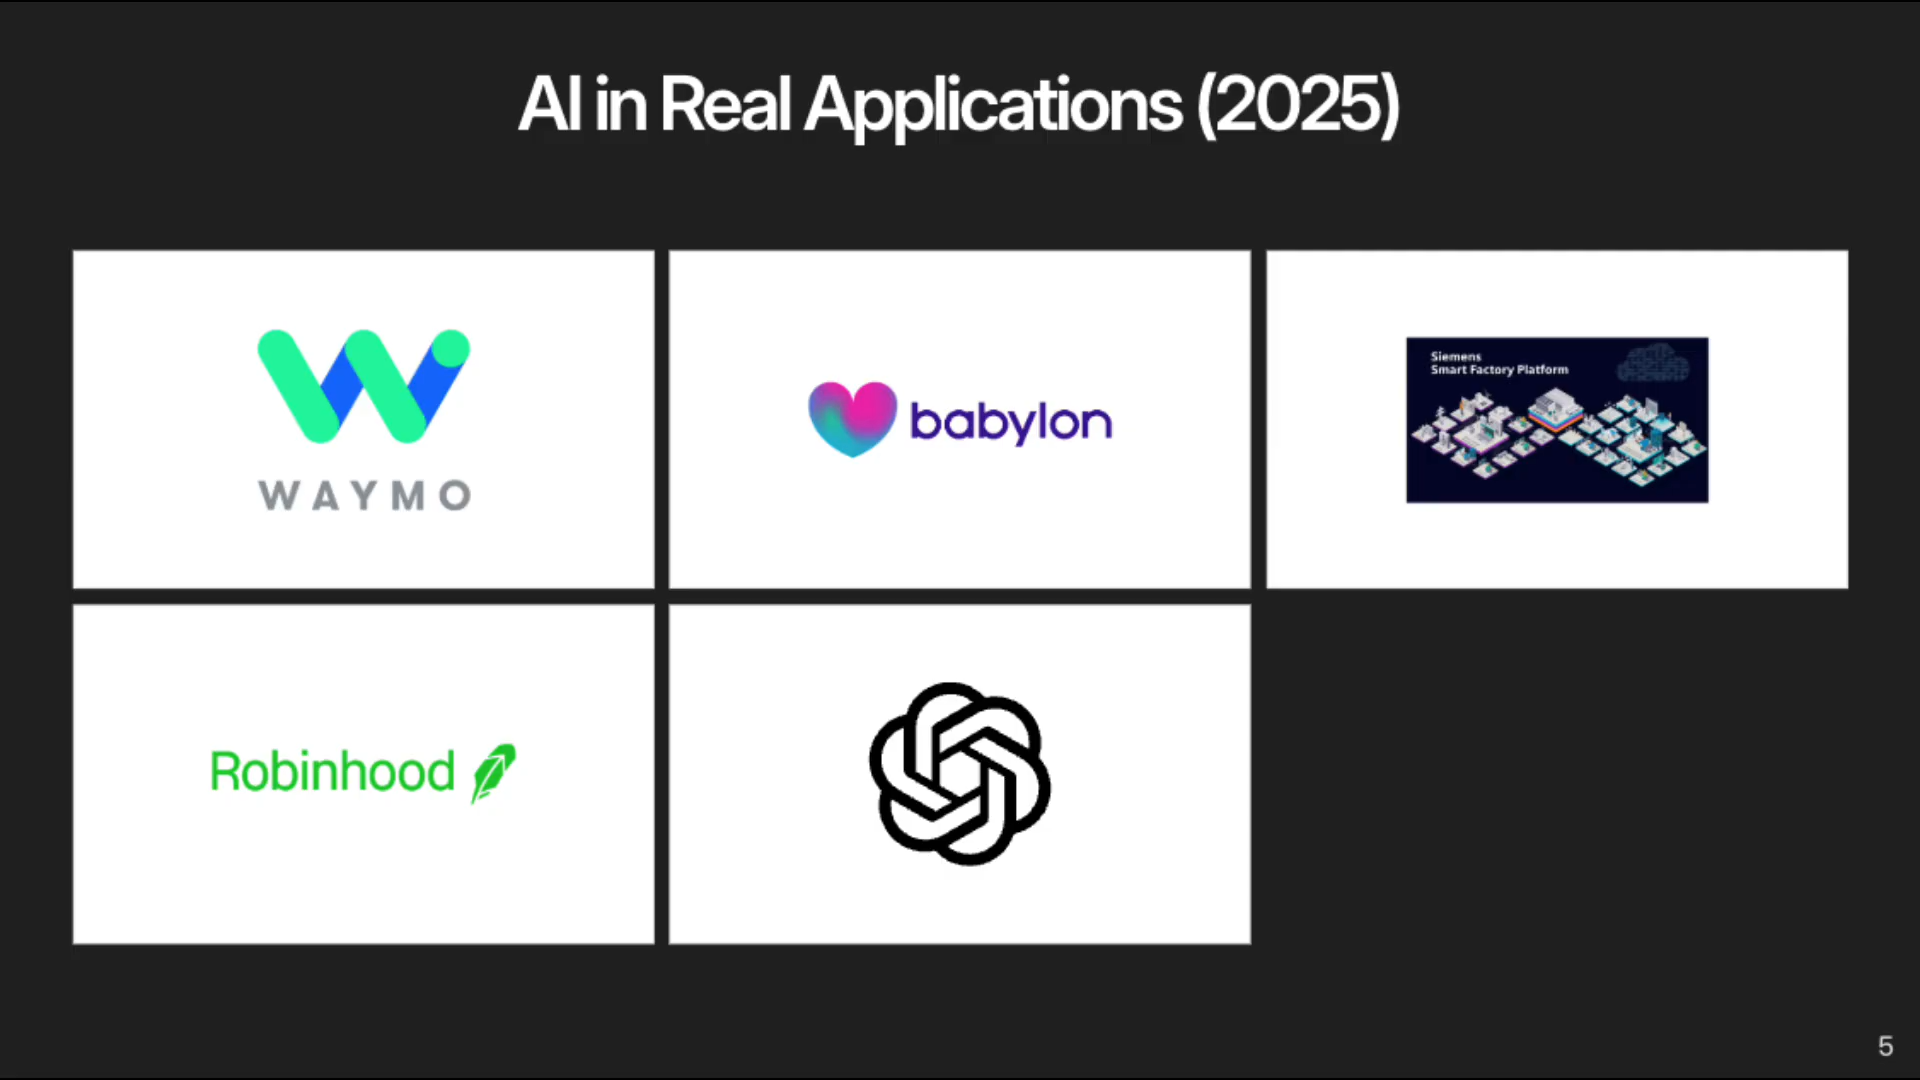 AI in Real Applications (2025)
WAYMO
babylon
Siemens
Smart Factory Platform
Robinhood
5